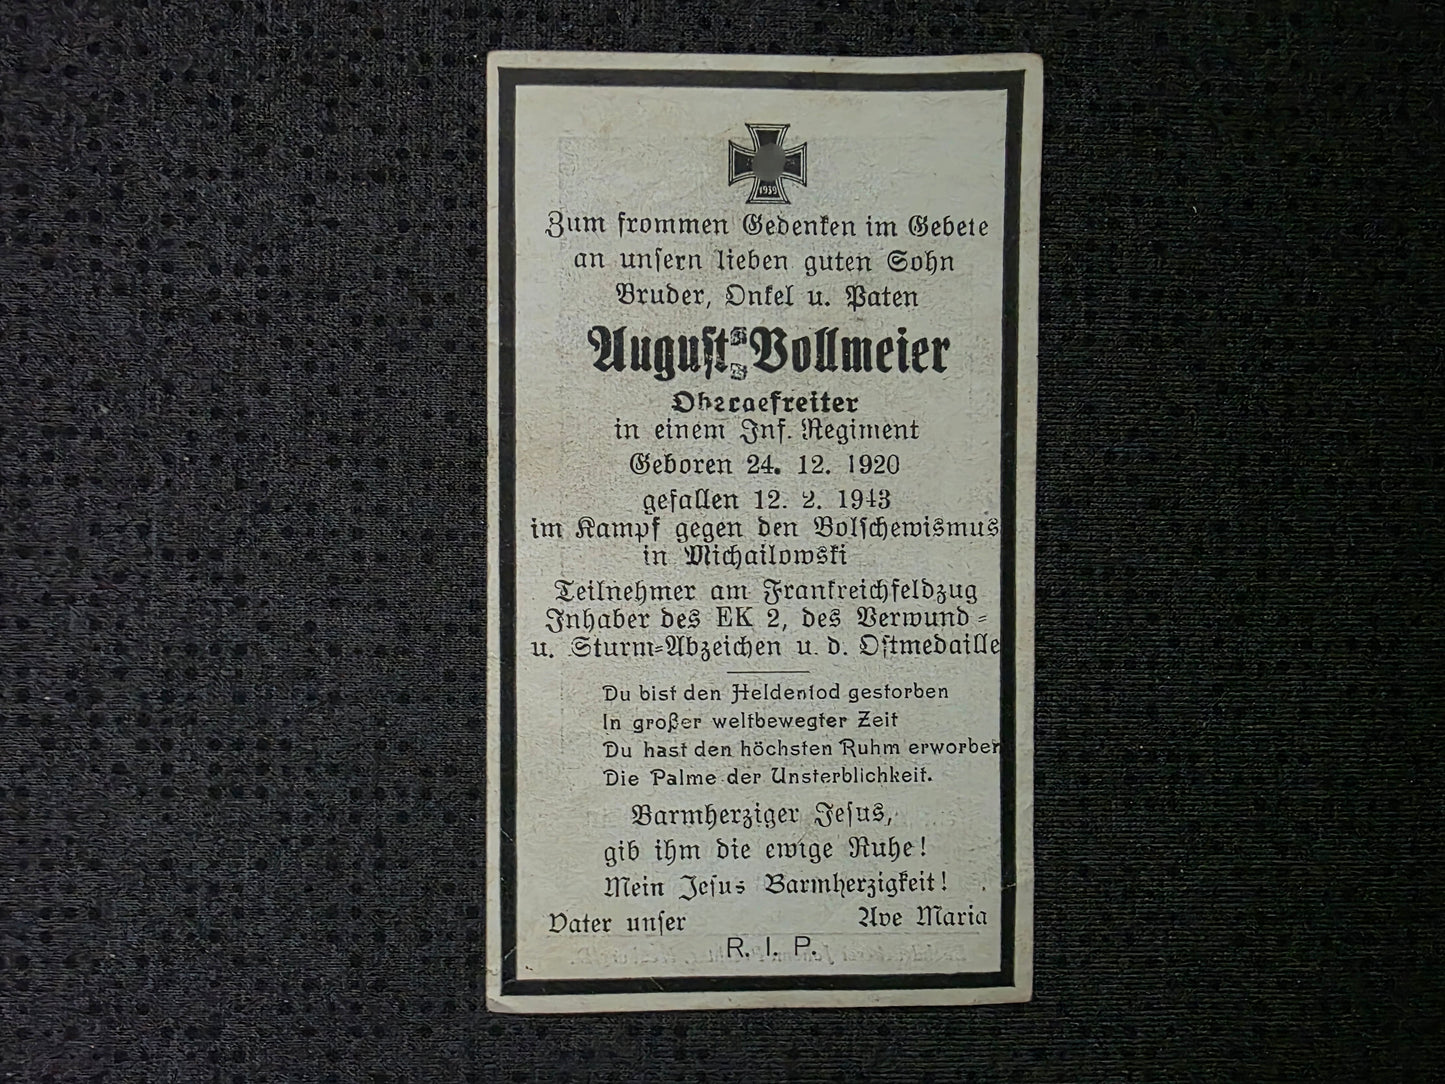 1939
Zum frommen Gedenken im Gebete
an unsern lieben guten Sohn
Bruder, Onkel u. Paten
August Vollmeier
Obergefreiter
in einem Inf. Regiment
Geboren 24. 12. 1920
gefallen 12. 2. 1943
im Kampf gegen den Bolschewismus
in Michailowski
Teilnehmer am Frankreichfeldzug
Inhaber des EK 2, des Verwund-
u. Sturm-Abzeichen u. d. Ostmedaille
Du bist den Heldentod gestorben
In großer weltbewegter Zeit
Du hast den höchsten Ruhm erworben
Die Palme der Unsterblichkeit.
Barmherziger Jesus,
gib ihm die ewige Ruhe!
Mein Jesus Barmherzigkeit!
Vater unser Ave Maria
R. I. P.